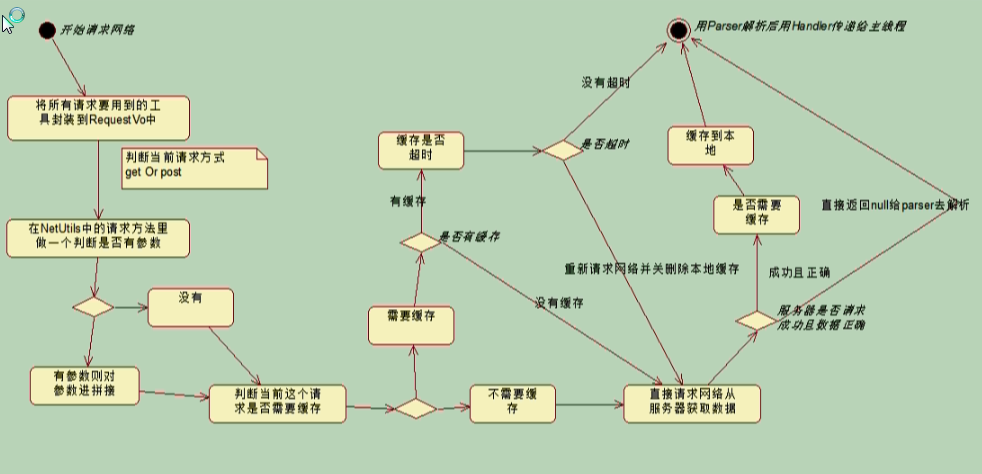 开始请求网络
将所有请求要用到的工
具封装到RequestVo中
判断当前请求方式
get Or post
在NetUtils中的请求方法里
做一个判断是否有参数
没有
有参数则对
参数进拼接
判断当前这个请
求是否需要缓存
需要缓存
不需要缓
存
是否有缓存
有缓存
没有缓存
缓存是否
超时
是否超时
没有超时
重新请求网络并关删除本地缓存
直接请求网络从
服务器获取数据
服务器是否请求
成功且数据正确
成功且正确
是否需要
缓存
缓存到本
地
直接返回null给parser去解析
用Parser解析后用Handler传递给主线程